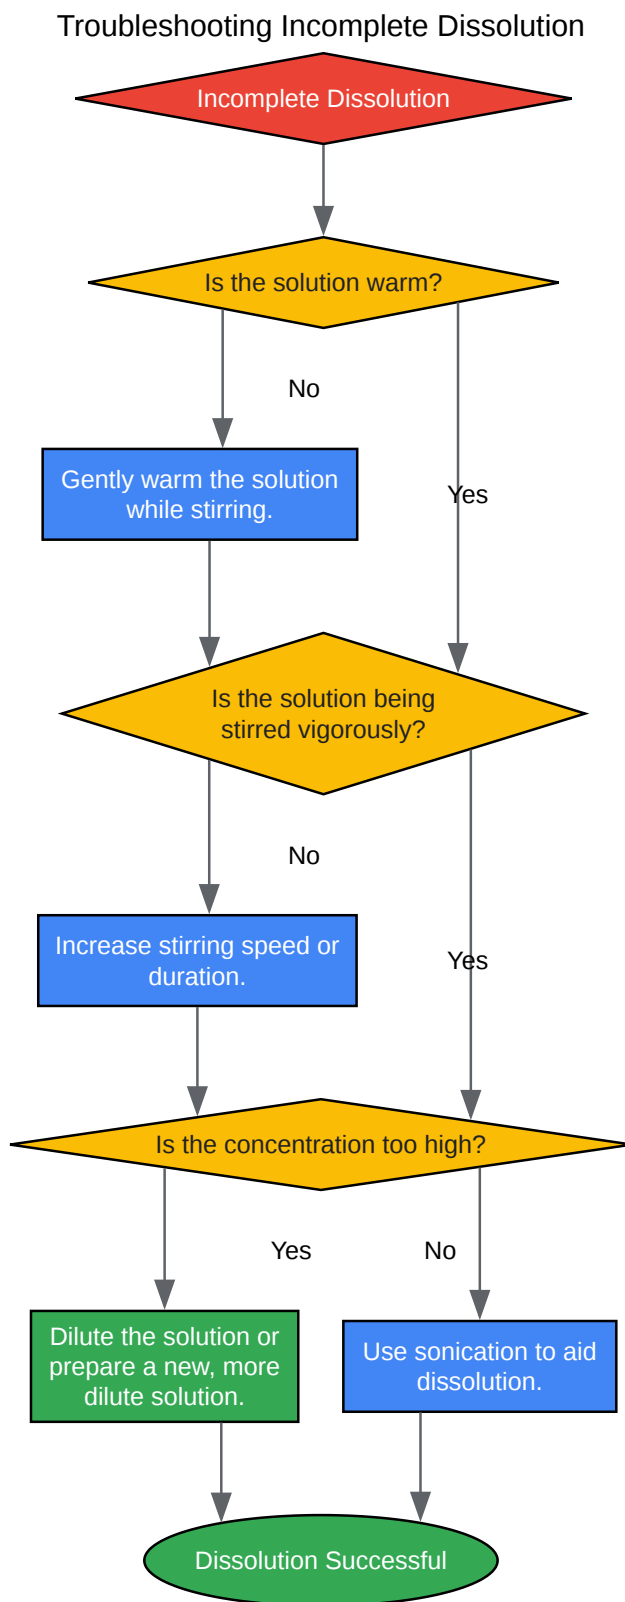 Troubleshooting Incomplete Dissolution
Incomplete Dissolution
Is the solution warm?
No
Gently warm the solution
while stirring.
Yes
Is the solution being
stirred vigorously?
No
Increase stirring speed or
duration.
Yes
Is the concentration too high?
Yes
No
Dilute the solution or
prepare a new, more
dilute solution.
Use sonication to aid
dissolution.
Dissolution Successful